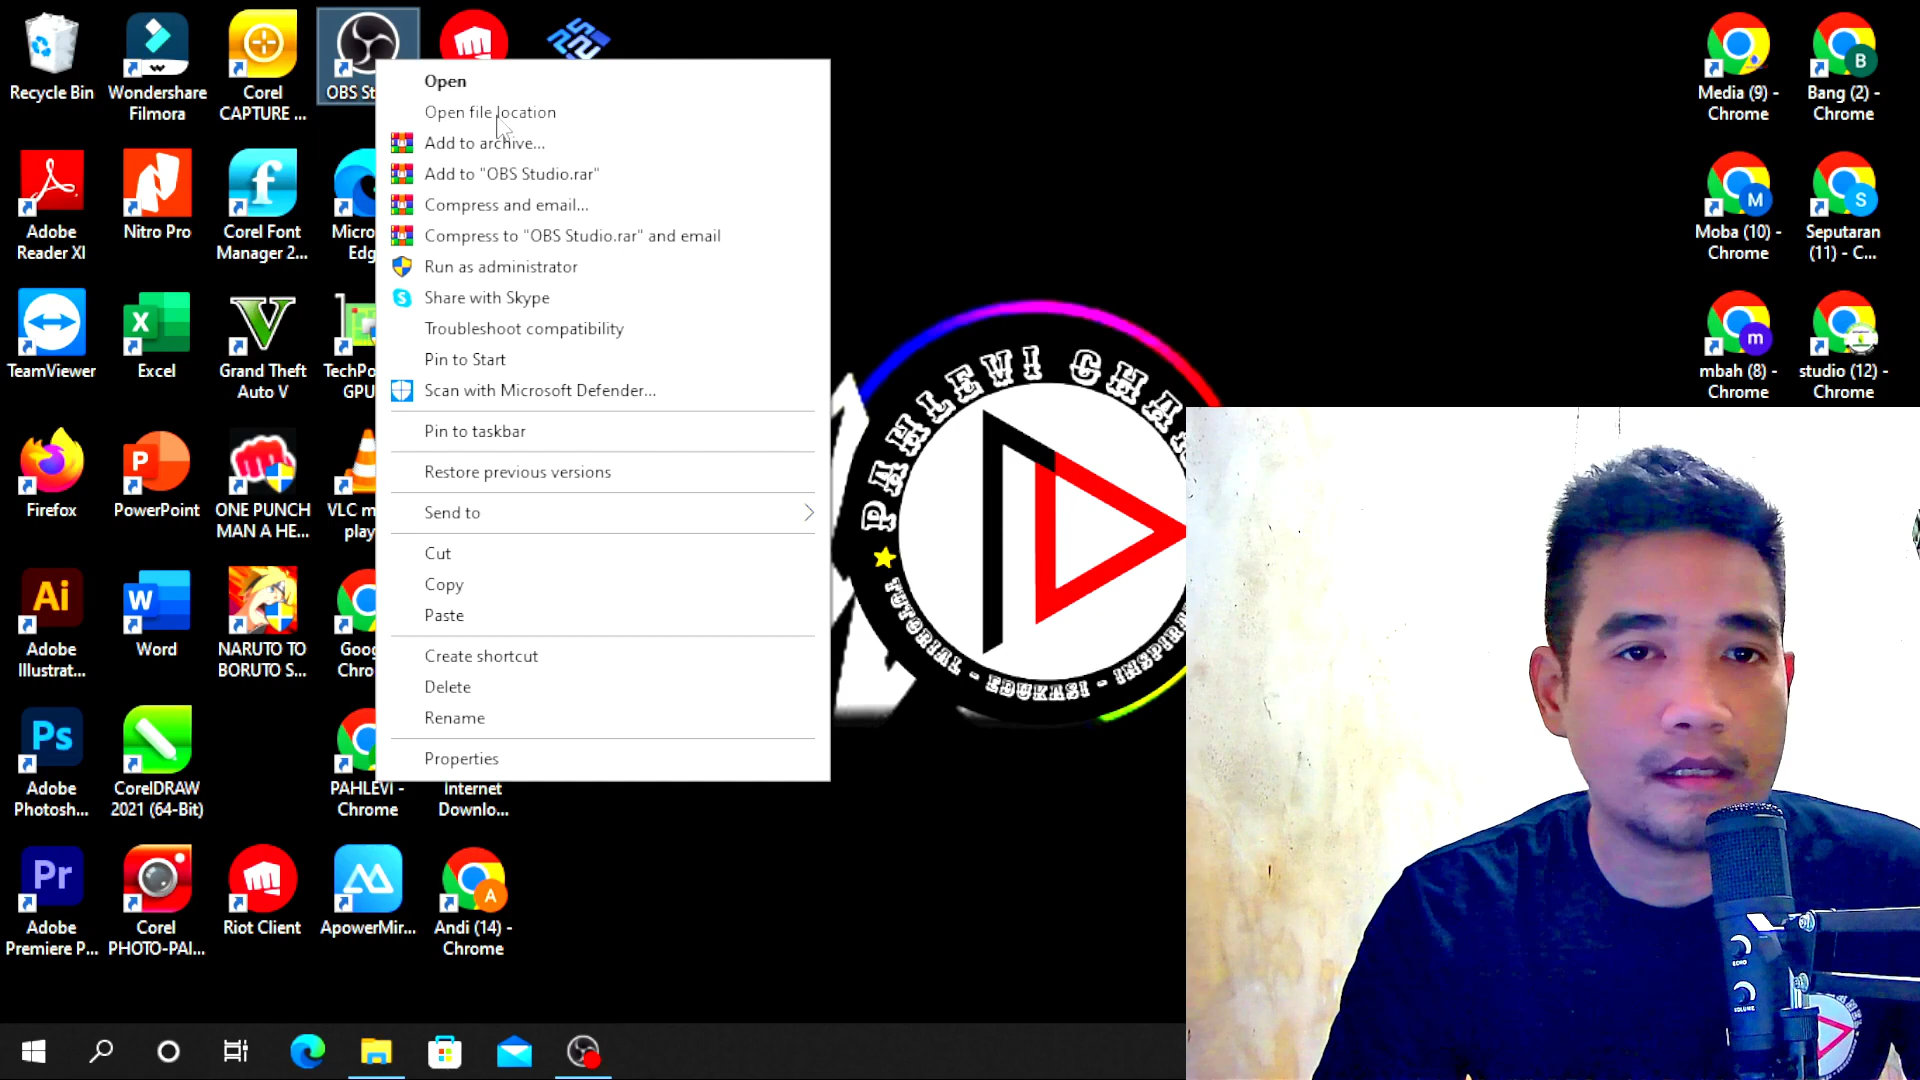 Recycle Bin
Wondershare
Filmora
Corel
CAPTURE ...
OBS St
Open
Open file location
Add to archive...
Add to "OBS Studio.rar"
Compress and email...
Compress to "OBS Studio.rar" and email
Run as administrator
Share with Skype
Troubleshoot compatibility
Pin to Start
Scan with Microsoft Defender...
Pin to taskbar
Restore previous versions
Send to
Cut
Copy
Paste
Create shortcut
Delete
Rename
Properties
Media (9) -
Chrome
B
Bang (2) -
Chrome
Adobe
Reader XI
Nitro Pro
Corel Font
Manager 2...
Micro
Edg
M
Moba (10) -
Chrome
S
Seputaran
(11) - C...
TeamViewer
Excel
Grand Theft
Auto V
TechPo
GPU
m
mbah (8) -
Chrome
studio (12) -
Chrome
Firefox
PowerPoint
ONE PUNCH
MAN A HE...
VLC m
play
PAHLEVI CHA
TUTORIAL - EDUKASI - INSPIRA
Ai
Adobe
Illustrat...
W
Word
NARUTO TO
BORUTO S...
Goog
Chro
Ps
Adobe
Photosh...
CorelDRAW
2021 (64-Bit)
PAHLEVI -
Chrome
Internet
Downlo...
Pr
Adobe
Premiere P...
Corel
PHOTO-PAI...
Riot Client
ApowerMir...
A
Andi (14) -
Chrome
ECHO
VOLUME